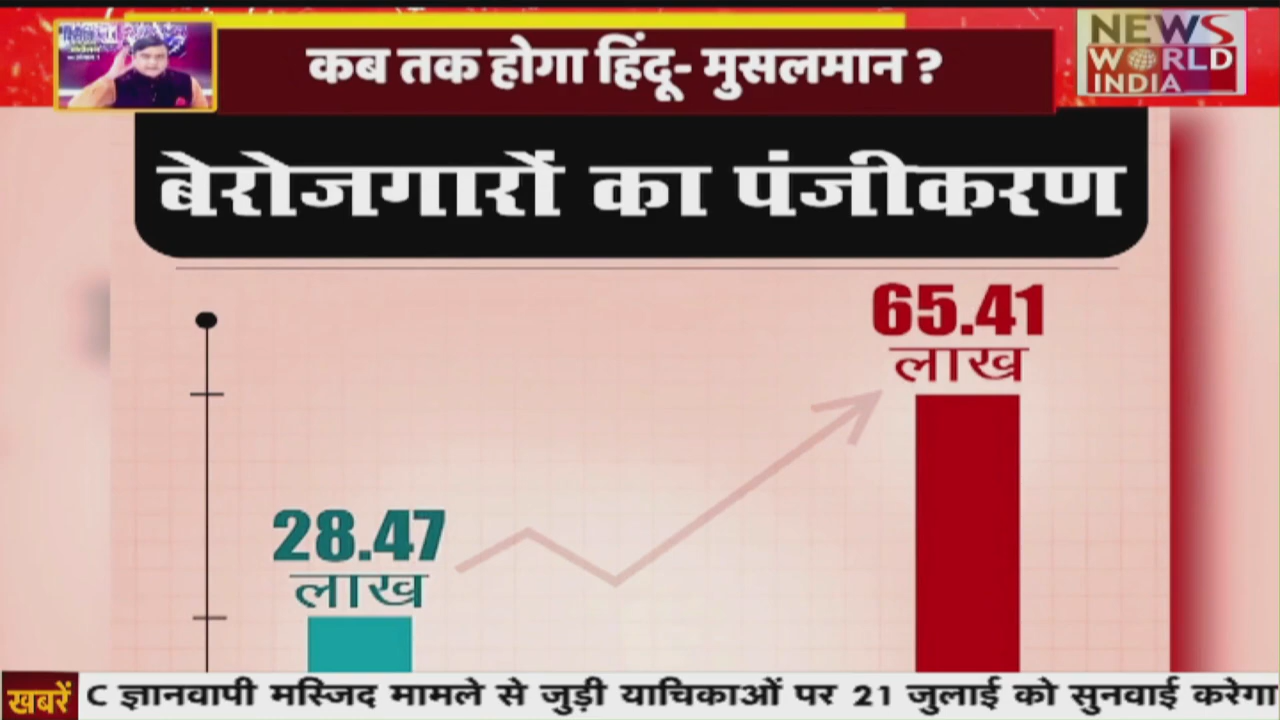 कब तक होगा हिंदू- मुसलमान ?
NEWS
WORLD
INDIA
बेरोजगारों का पंजीकरण
65.41
लाख
28.47
लाख
खबरें C ज्ञानवापी मस्जिद मामले से जुड़ी याचिकाओं पर 21 जुलाई को सुनवाई करेगा